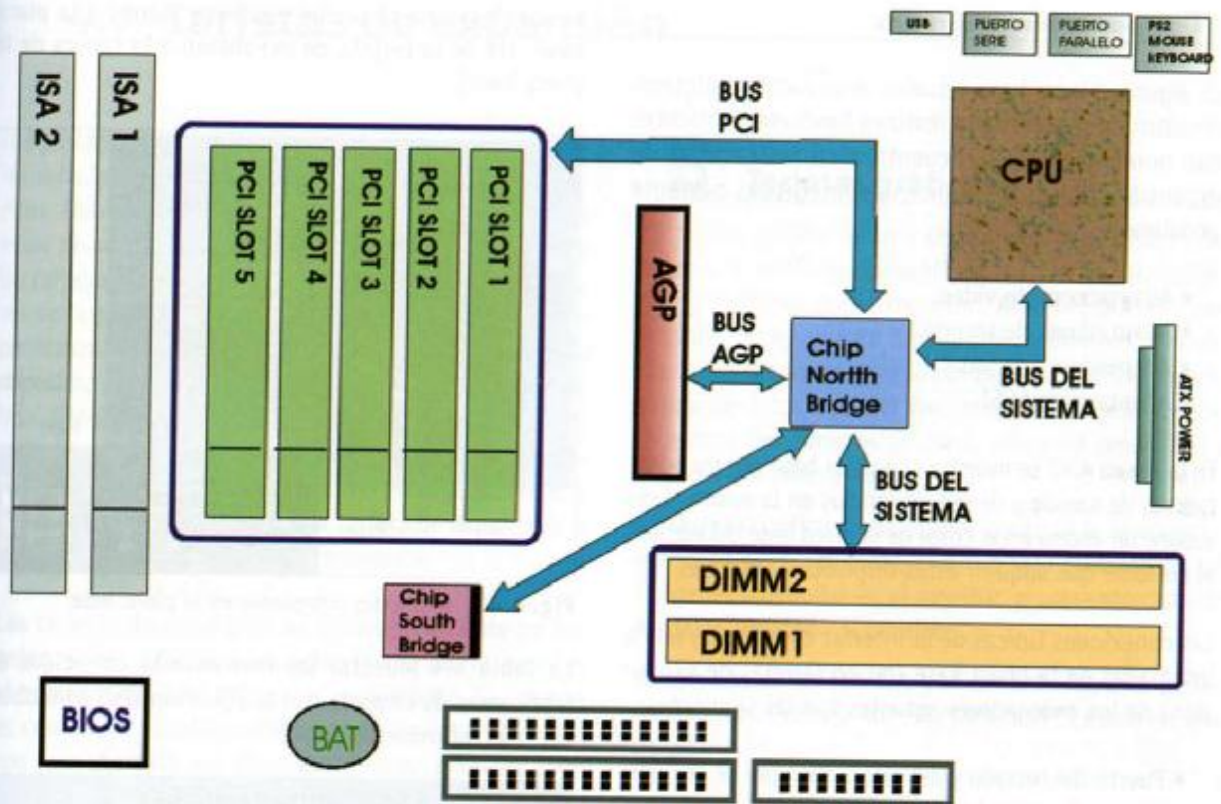 USB
PUERTO
SERIE
PUERTO
PARALELO
PS2
MOUSE
KEYBOARD
ISA 2
ISA 1
BUS
PCI
PCI SLOT 5
PCI SLOT 4
PCI SLOT 3
PCI SLOT 2
PCI SLOT 1
CPU
AGP
BUS
AGP
Chip
Nortth
Bridge
BUS DEL
SISTEMA
ATX POWER
BUS DEL
SISTEMA
DIMM2
DIMM1
Chip
South
Bridge
BIOS
BAT